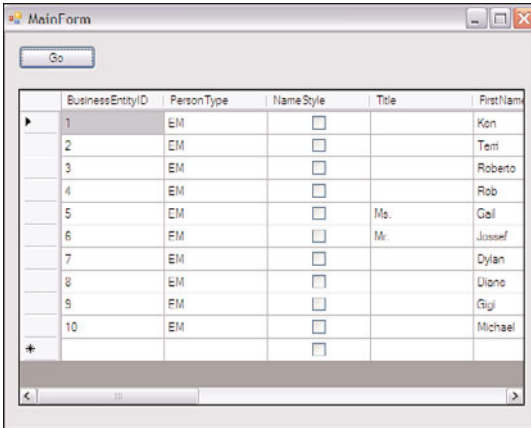 MainForm
Go
BusinessEntityID PersonType NameStyle Title FirstName
1 EM Ken
2 EM Terri
3 EM Roberto
4 EM Rob
5 EM Ms. Gail
6 EM Mr. Jossef
7 EM Dylan
8 EM Diane
9 EM Gigi
10 EM Michael